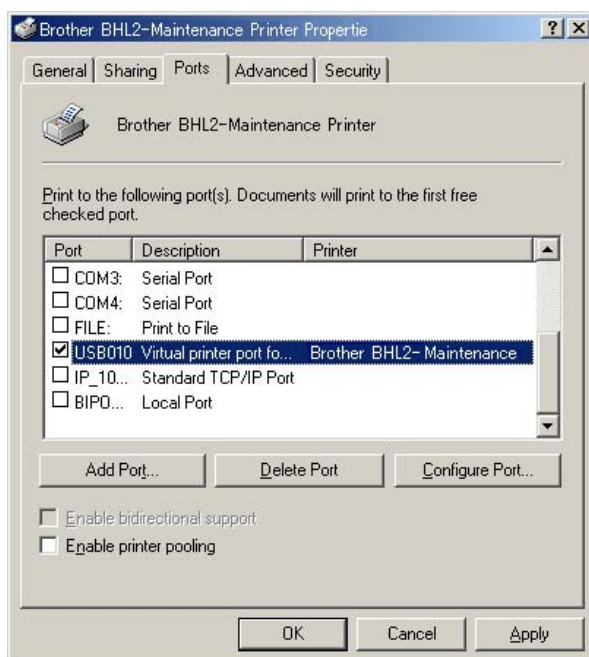 Brother BHL2-Maintenance Printer Propertie
General Sharing Ports Advanced Security
Brother BHL2-Maintenance Printer
Print to the following port(s). Documents will print to the first free
checked port.
Port Description Printer
COM3: Serial Port
COM4: Serial Port
FILE: Print to File
USB010 Virtual printer port fo... Brother BHL2- Maintenance
IP_10... Standard TCP/IP Port
BIPO... Local Port
Add Port... Delete Port Configure Port...
Enable bidirectional support
Enable printer pooling
OK Cancel Apply